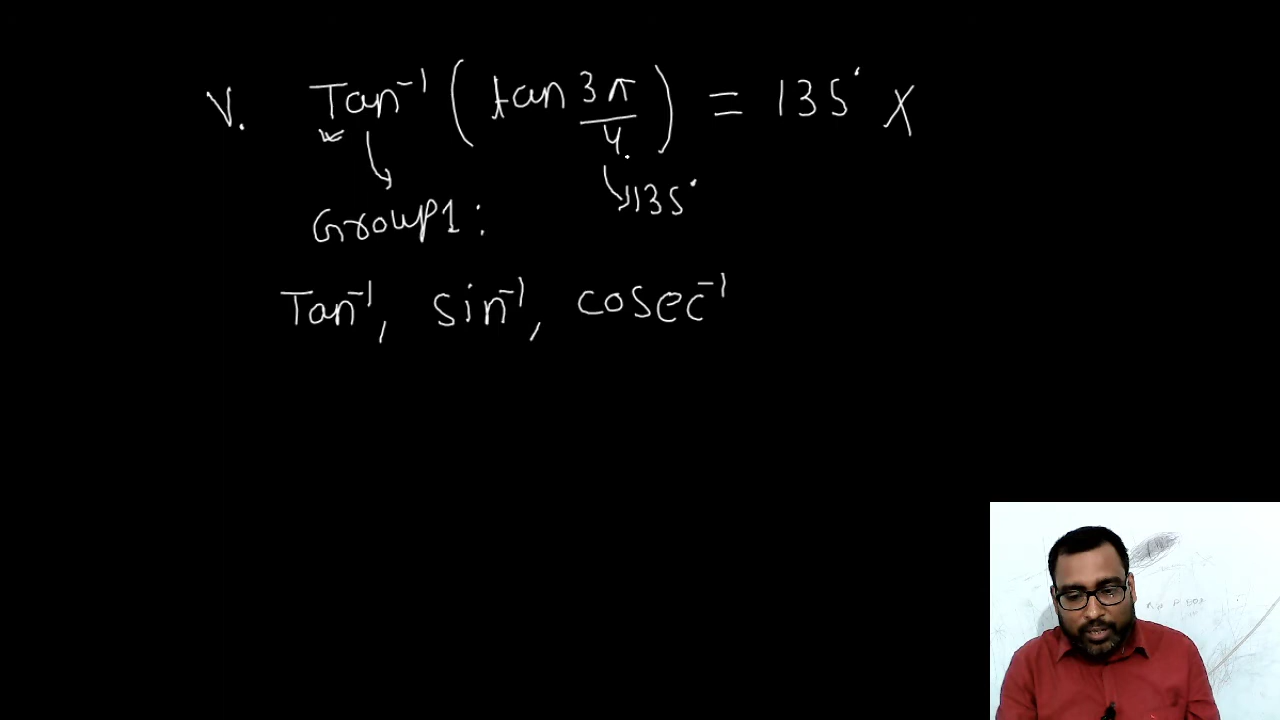 V. Tan⁻¹ ( tan 3π/4 ) = 135° X
135°
Group1:
Tan⁻¹, sin⁻¹, cosec⁻¹